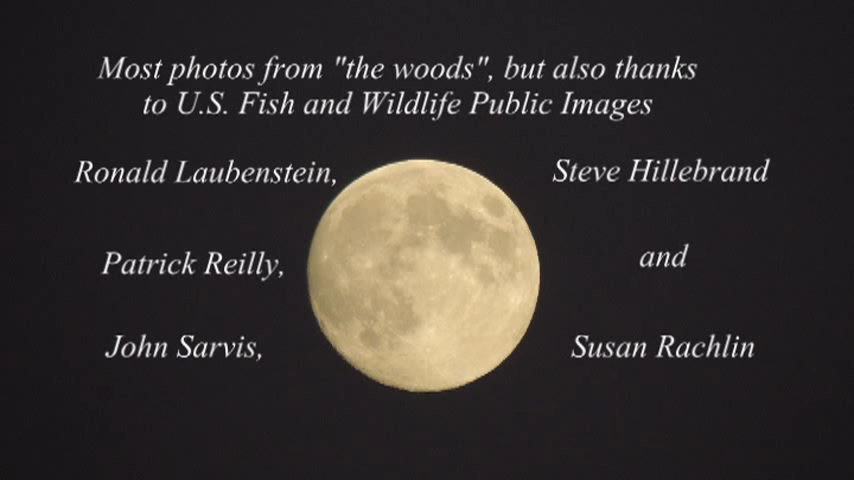 Most photos from "the woods", but also thanks
to U.S. Fish and Wildlife Public Images
Ronald Laubenstein,
Steve Hillebrand
Patrick Reilly,
and
John Sarvis,
Susan Rachlin